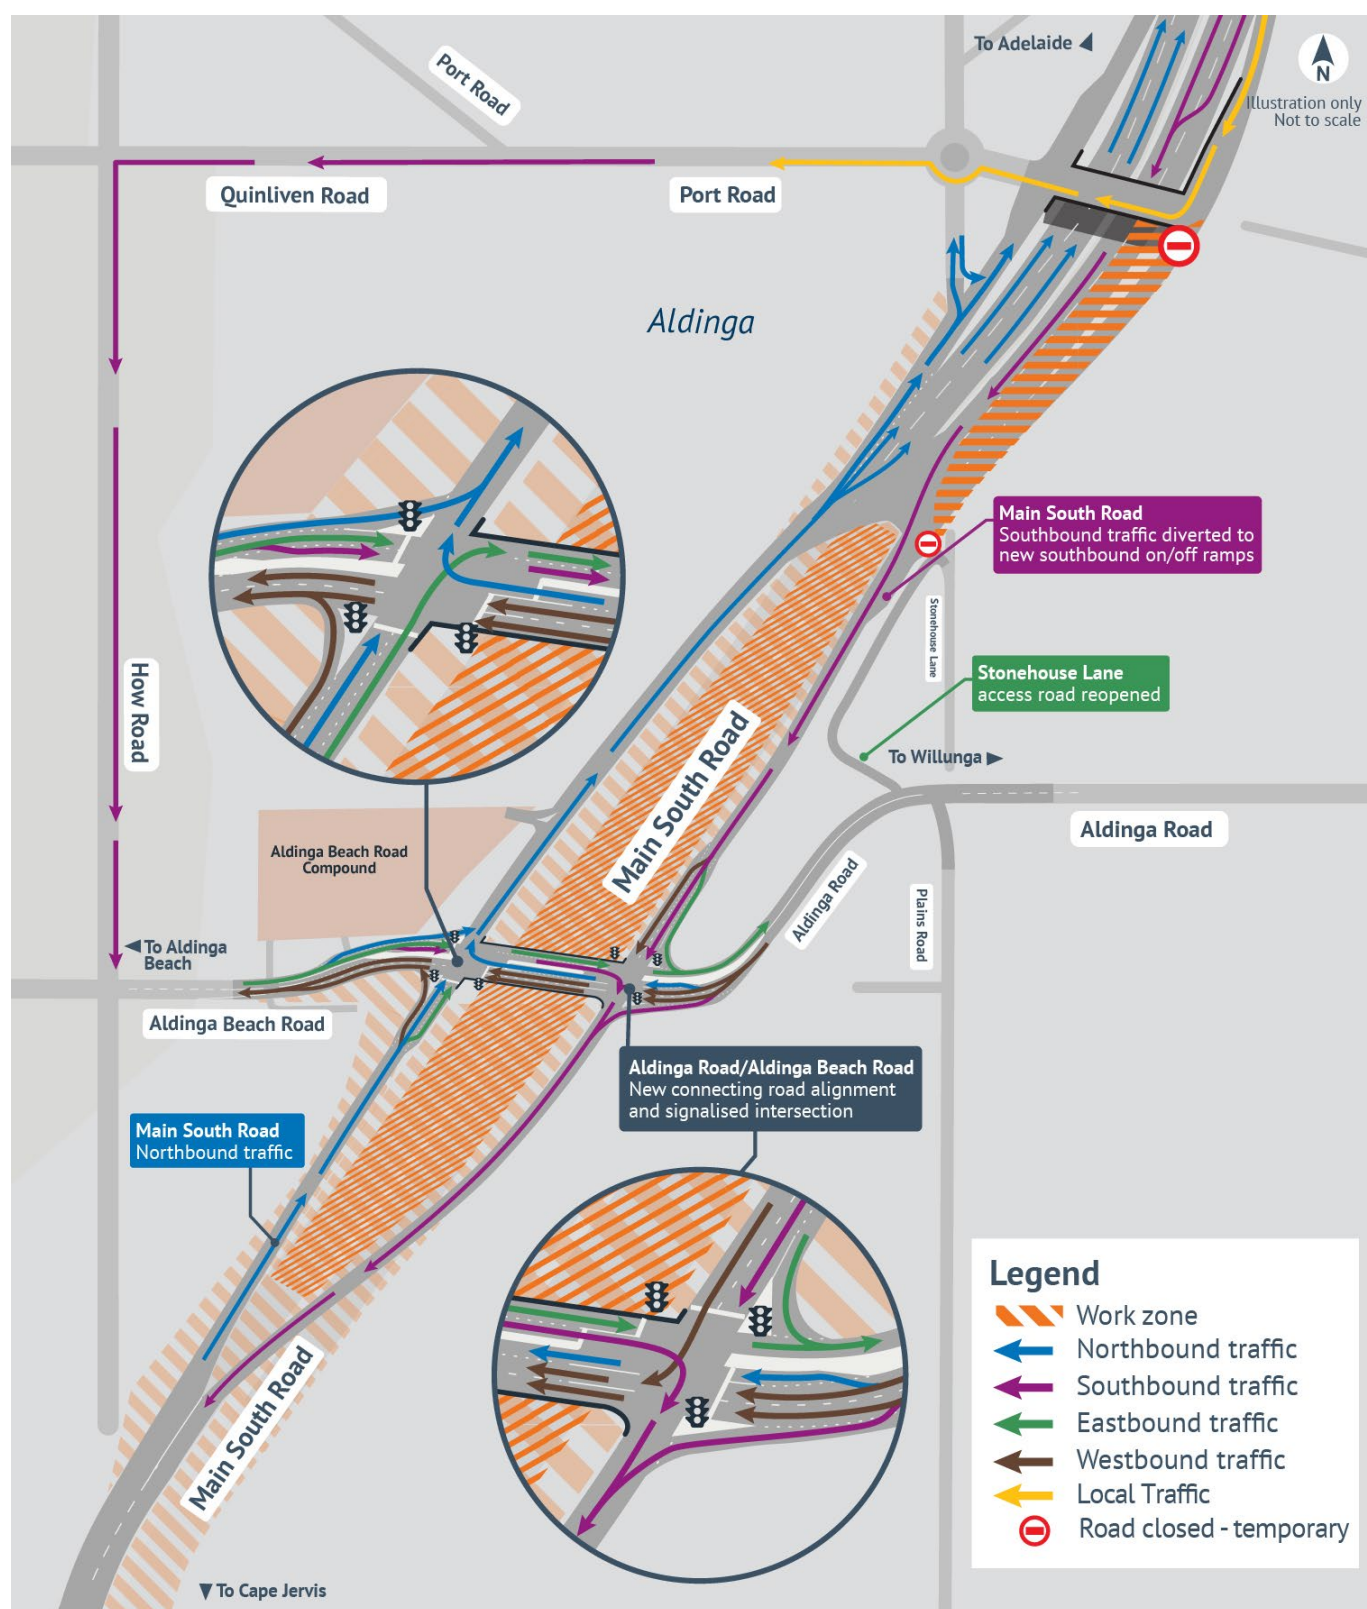 To Adelaide
N
Illustration only
Not to scale
Port Road
Quinliven Road
Port Road
Aldinga
Main South Road
Southbound traffic diverted to
new southbound on/off ramps
Stonehouse Lane
Stonehouse Lane
access road reopened
How Road
Main South Road
To Willunga
Aldinga Road
Aldinga Beach Road
Compound
Aldinga Road
Plains Road
To Aldinga
Beach
Aldinga Beach Road
Aldinga Road/Aldinga Beach Road
New connecting road alignment
and signalised intersection
Main South Road
Northbound traffic
Main South Road
To Cape Jervis
Legend
Work zone
Northbound traffic
Southbound traffic
Eastbound traffic
Westbound traffic
Local Traffic
Road closed - temporary